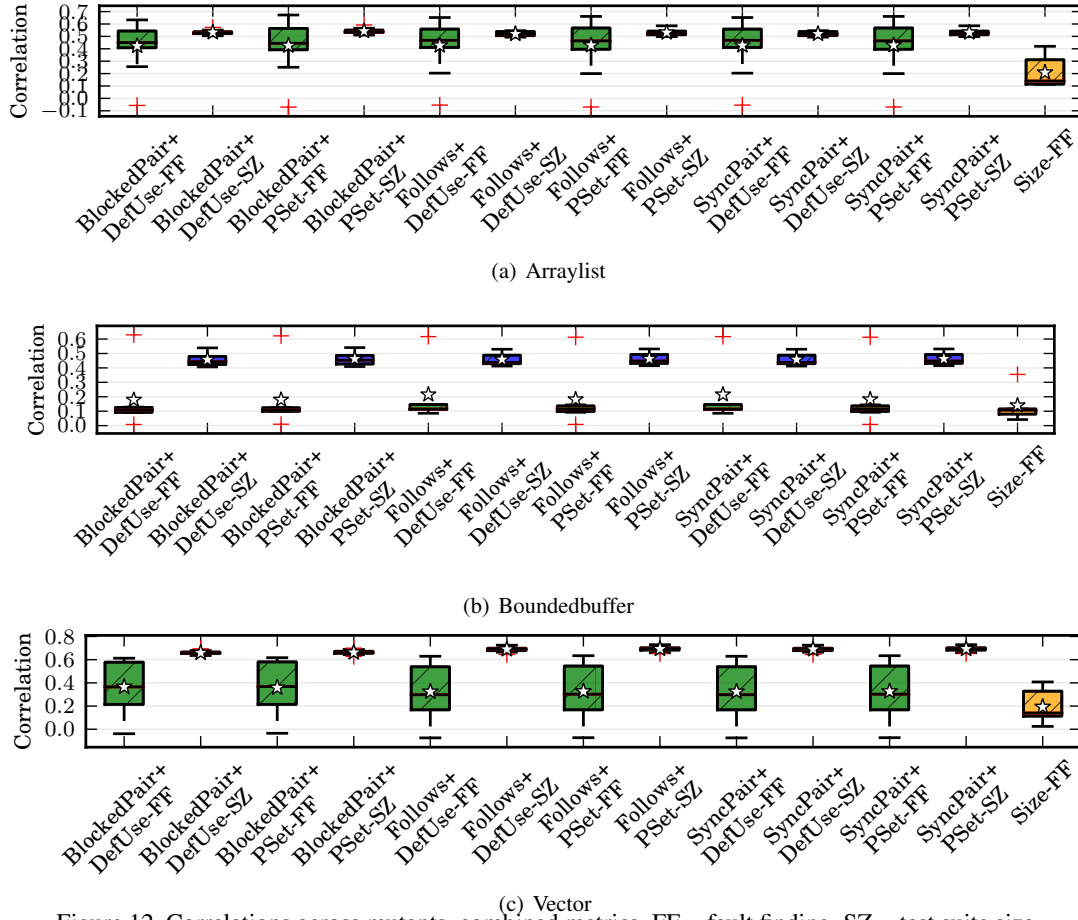 0.7
0.6
0.5
0.4
0.3
0.2
0.1
0.0
−0.1
Correlation
BlockedPair+
DefUse-FF
BlockedPair+
DefUse-SZ
BlockedPair+
PSet-FF
BlockedPair+
PSet-SZ
Follows+
DefUse-FF
Follows+
DefUse-SZ
Follows+
PSet-FF
Follows+
PSet-SZ
SyncPair+
DefUse-FF
SyncPair+
DefUse-SZ
SyncPair+
PSet-FF
SyncPair+
PSet-SZ
Size-FF
(a) Arraylist
0.6
0.5
0.4
0.3
0.2
0.1
0.0
Correlation
BlockedPair+
DefUse-FF
BlockedPair+
DefUse-SZ
BlockedPair+
PSet-FF
BlockedPair+
PSet-SZ
Follows+
DefUse-FF
Follows+
DefUse-SZ
Follows+
PSet-FF
Follows+
PSet-SZ
SyncPair+
DefUse-FF
SyncPair+
DefUse-SZ
SyncPair+
PSet-FF
SyncPair+
PSet-SZ
Size-FF
(b) Boundedbuffer
0.8
0.6
0.4
0.2
0.0
Correlation
BlockedPair+
DefUse-FF
BlockedPair+
DefUse-SZ
BlockedPair+
PSet-FF
BlockedPair+
PSet-SZ
Follows+
DefUse-FF
Follows+
DefUse-SZ
Follows+
PSet-FF
Follows+
PSet-SZ
SyncPair+
DefUse-FF
SyncPair+
DefUse-SZ
SyncPair+
PSet-FF
SyncPair+
PSet-SZ
Size-FF
(c) Vector